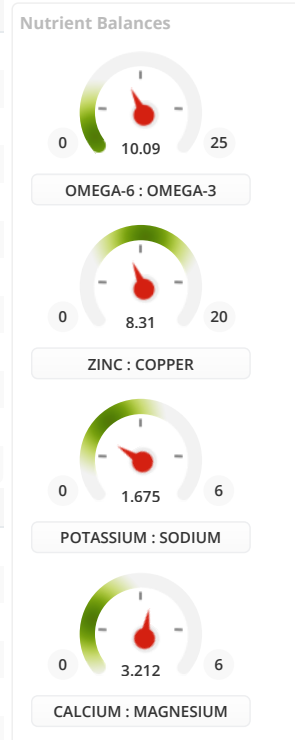 Nutrient Balances
0 10.09 25
OMEGA-6 : OMEGA-3
0 8.31 20
ZINC : COPPER
0 1.675 6
POTASSIUM : SODIUM
0 3.212 6
CALCIUM : MAGNESIUM